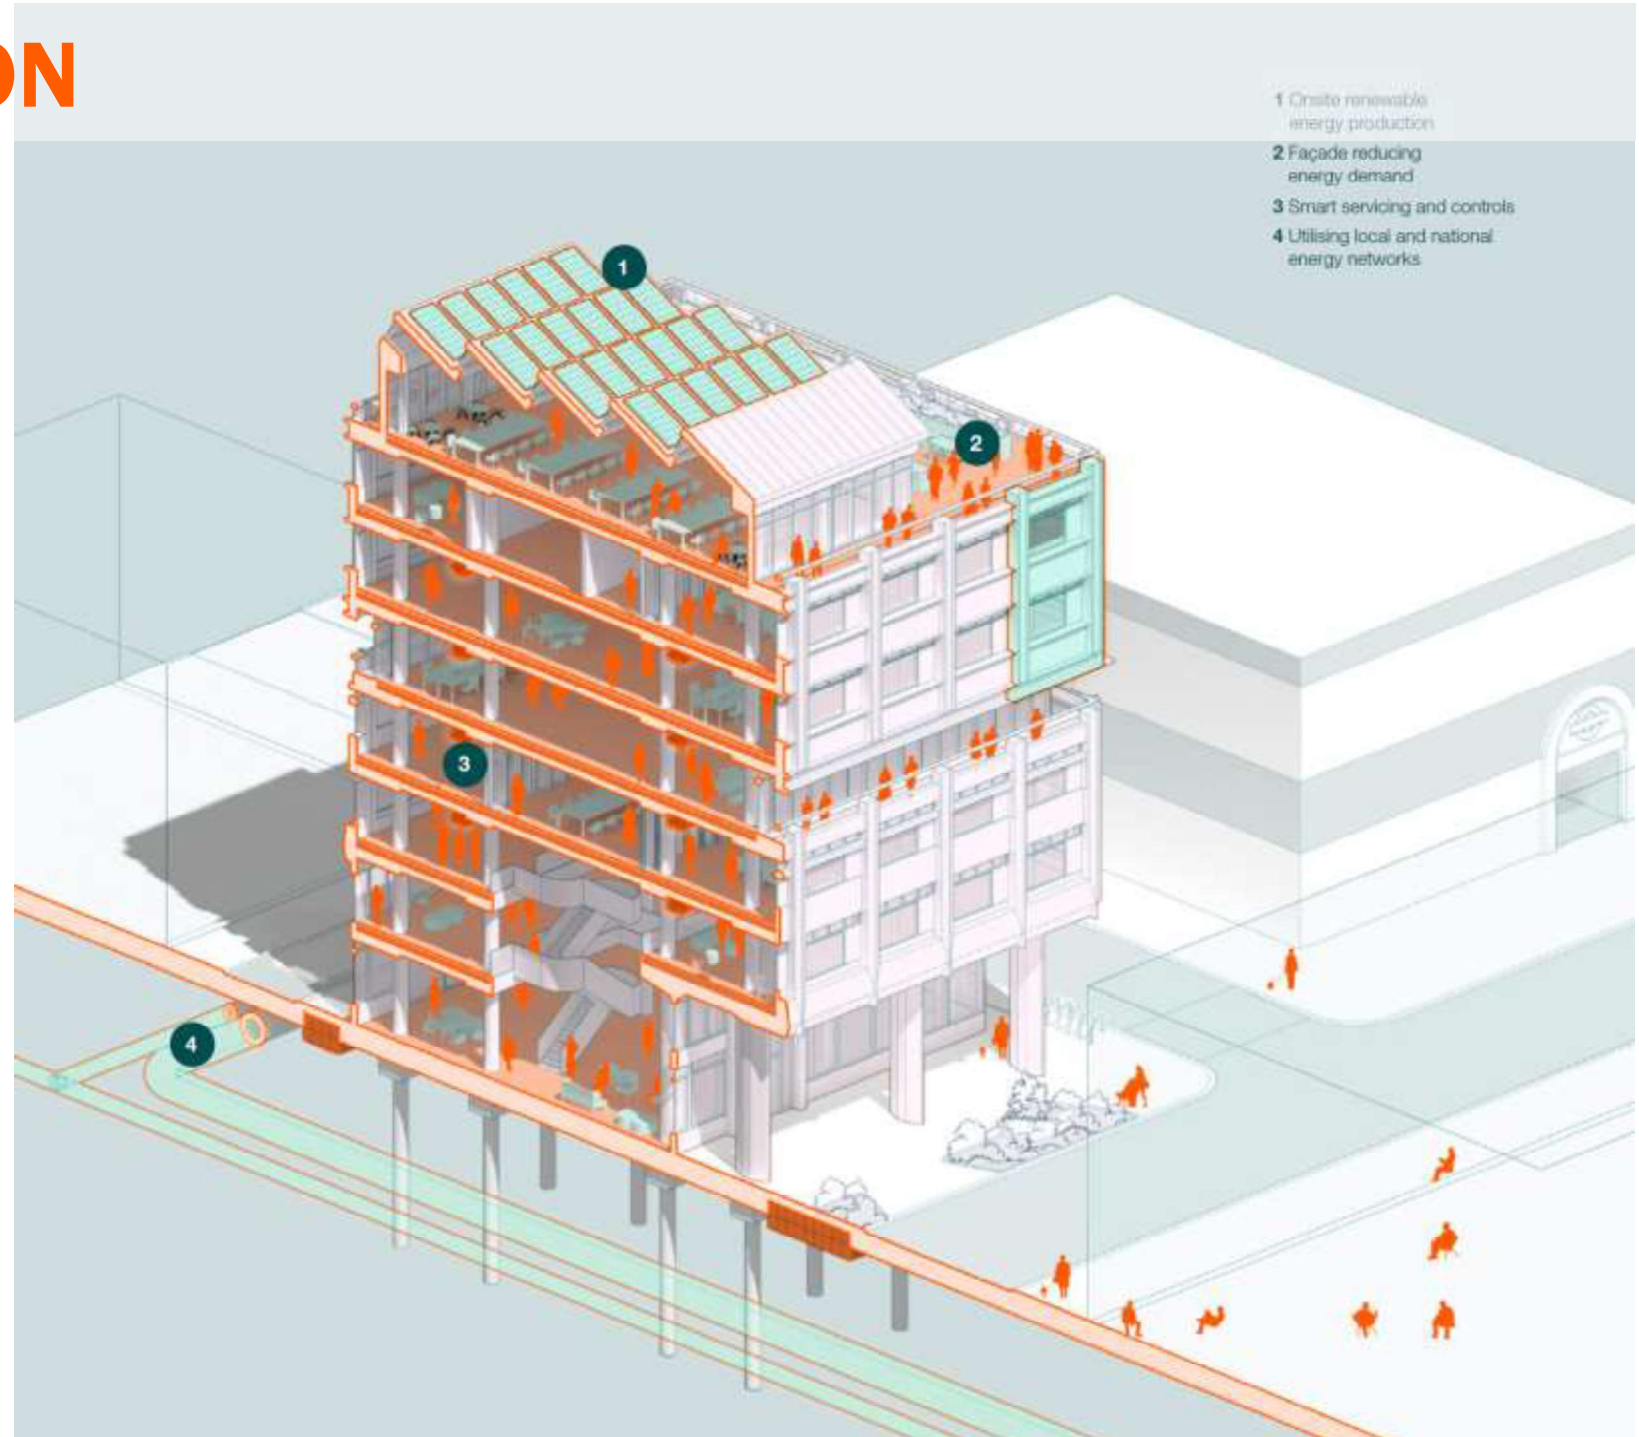 ON
1 Onsite renewable
energy production
2 Façade reducing
energy demand
3 Smart servicing and controls
4 Utilising local and national
energy networks
1
2
3
4